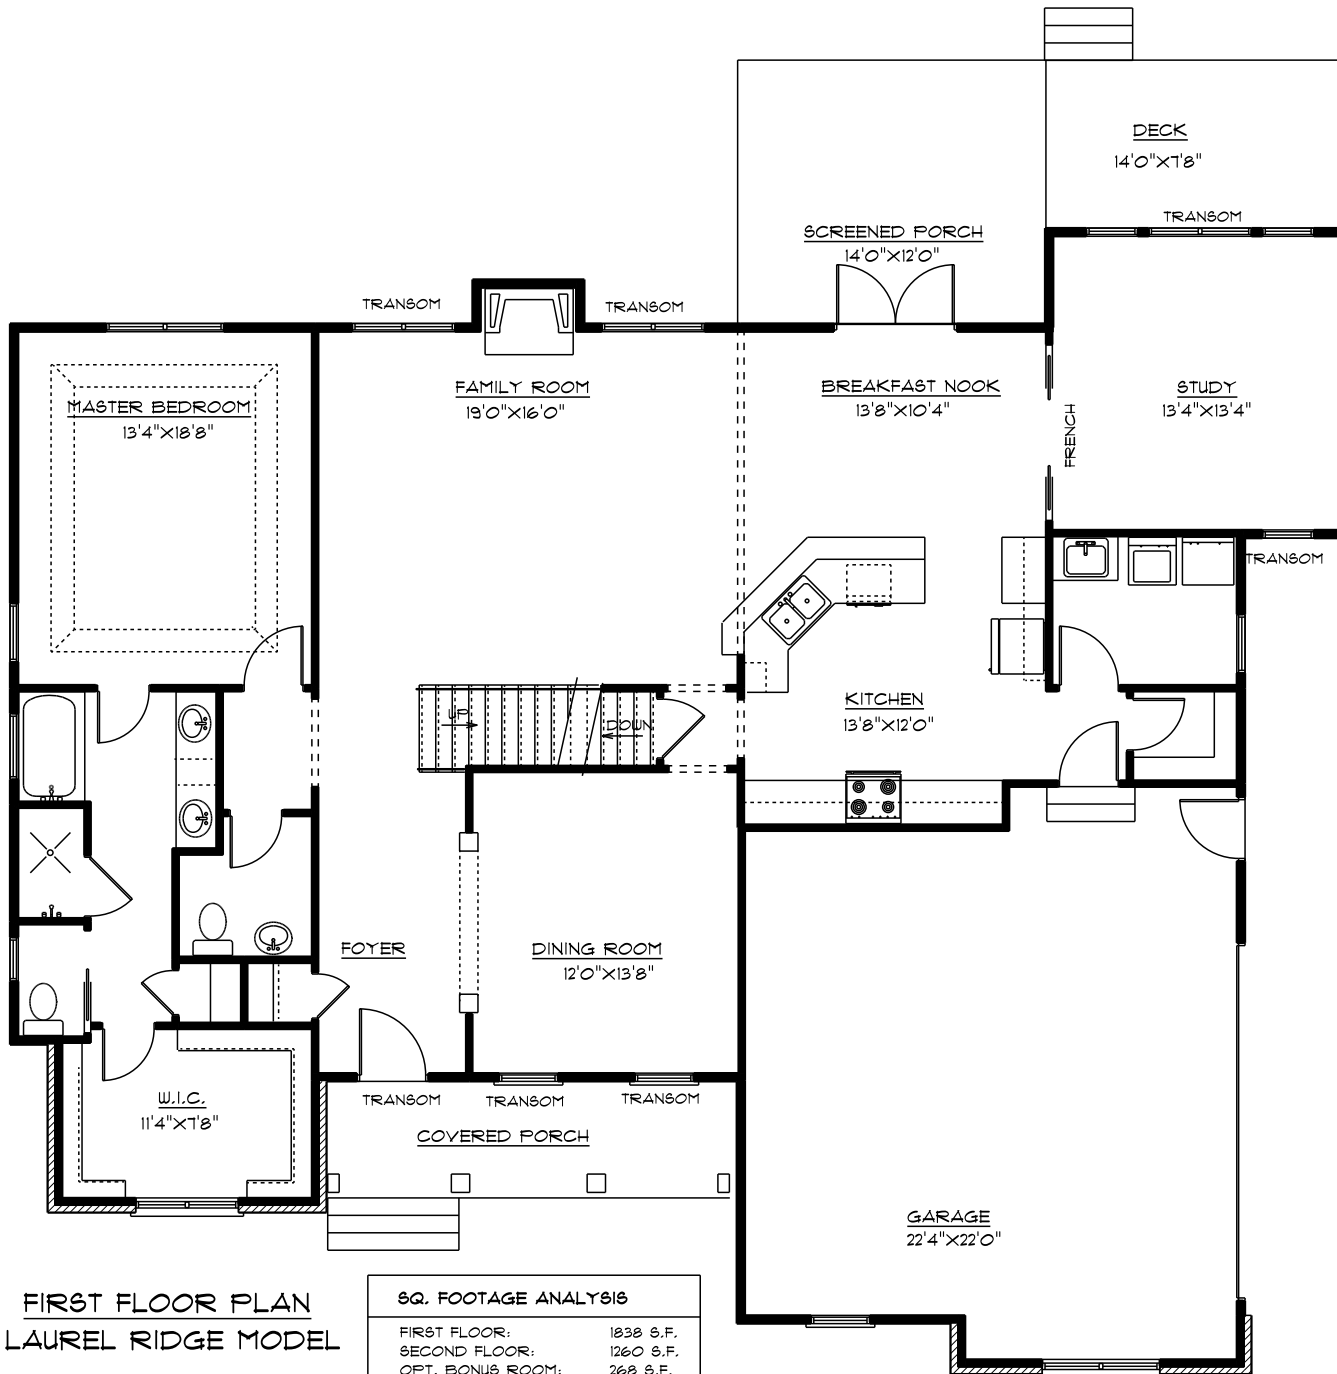 DECK
14'0"X7'8"
TRANSOM
SCREENED PORCH
14'0"X12'0"
TRANSOM
TRANSOM
FAMILY ROOM
19'0"X16'0"
BREAKFAST NOOK
13'8"X10'4"
STUDY
13'4"X13'4"
MASTER BEDROOM
13'4"X18'8"
FRENCH
TRANSOM
KITCHEN
13'8"X12'0"
UP
DOWN
FOYER
DINING ROOM
12'0"X13'8"
W.I.C.
11'4"X7'8"
TRANSOM
TRANSOM
TRANSOM
COVERED PORCH
GARAGE
22'4"X22'0"
FIRST FLOOR PLAN
LAUREL RIDGE MODEL
SQ. FOOTAGE ANALYSIS
FIRST FLOOR: 1838 S.F.
SECOND FLOOR: 1260 S.F.
OPT. BONUS ROOM: 268 S.F.